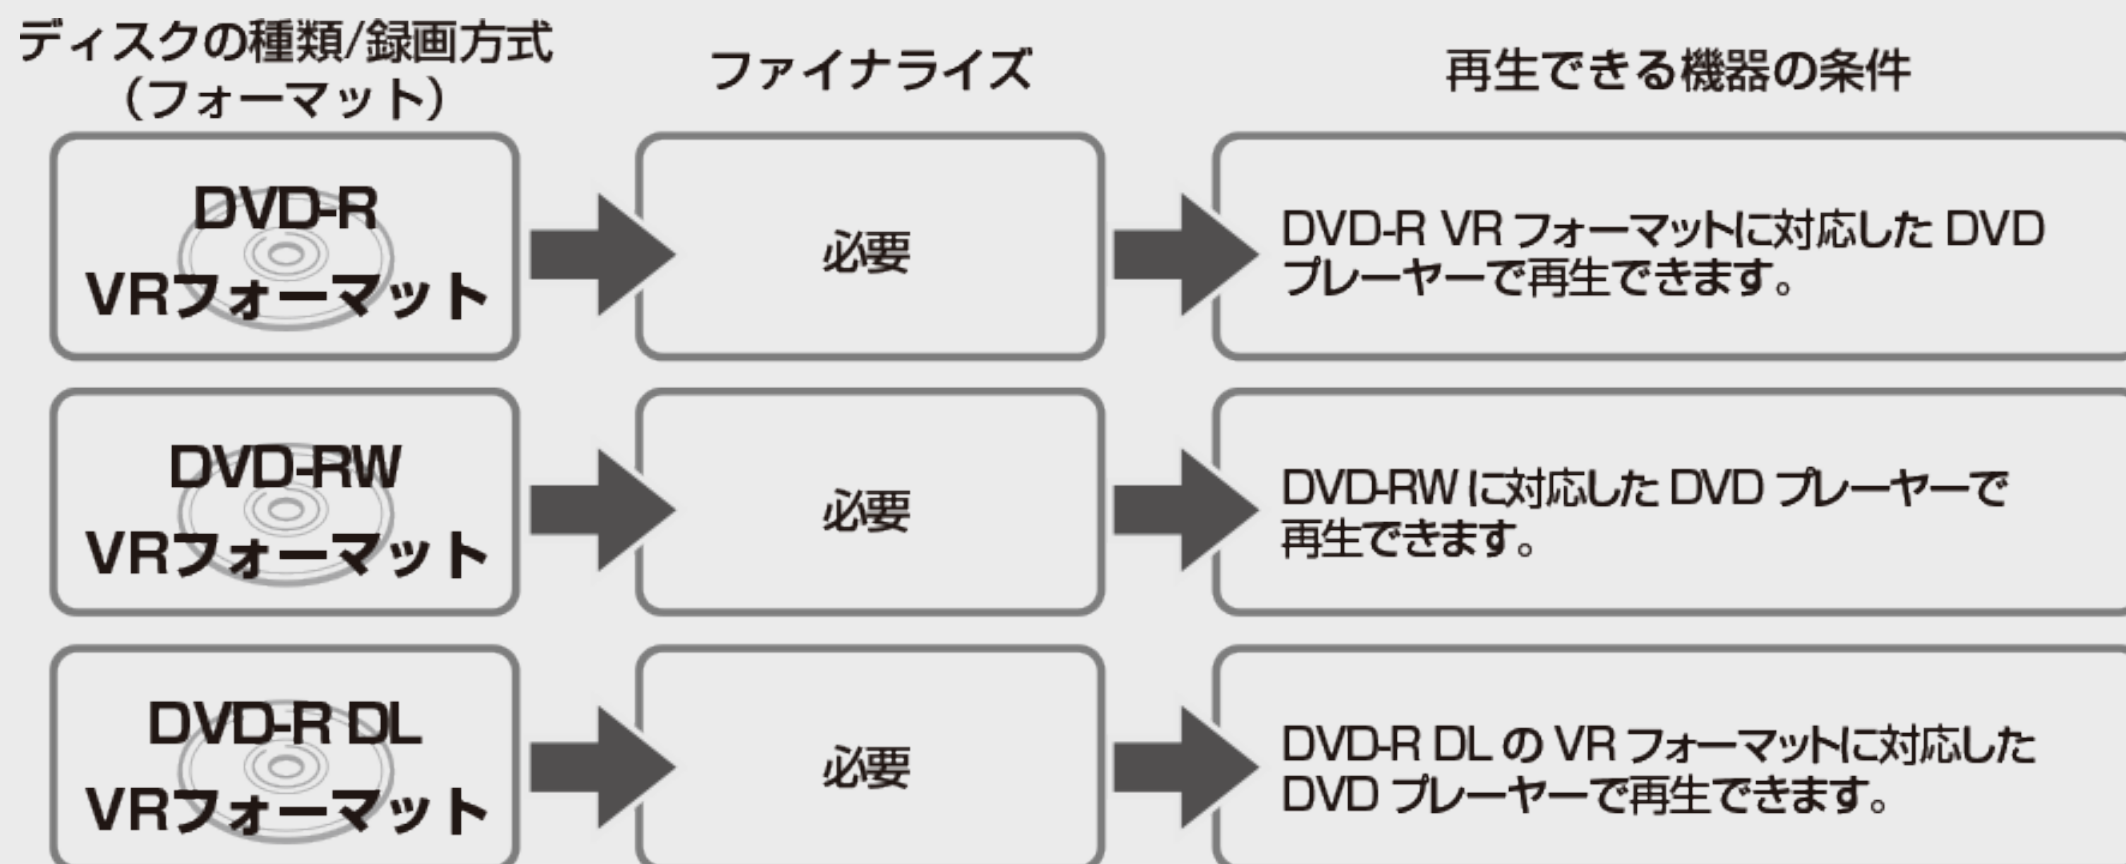 ディスクの種類/録画方式
(フォーマット)
ファイナライズ
再生できる機器の条件
DVD-R
VRフォーマット
必要
DVD-R VR フォーマットに対応した DVD
プレーヤーで再生できます。
DVD-RW
VRフォーマット
必要
DVD-RW に対応した DVD プレーヤーで
再生できます。
DVD-R DL
VRフォーマット
必要
DVD-R DL の VR フォーマットに対応した
DVD プレーヤーで再生できます。